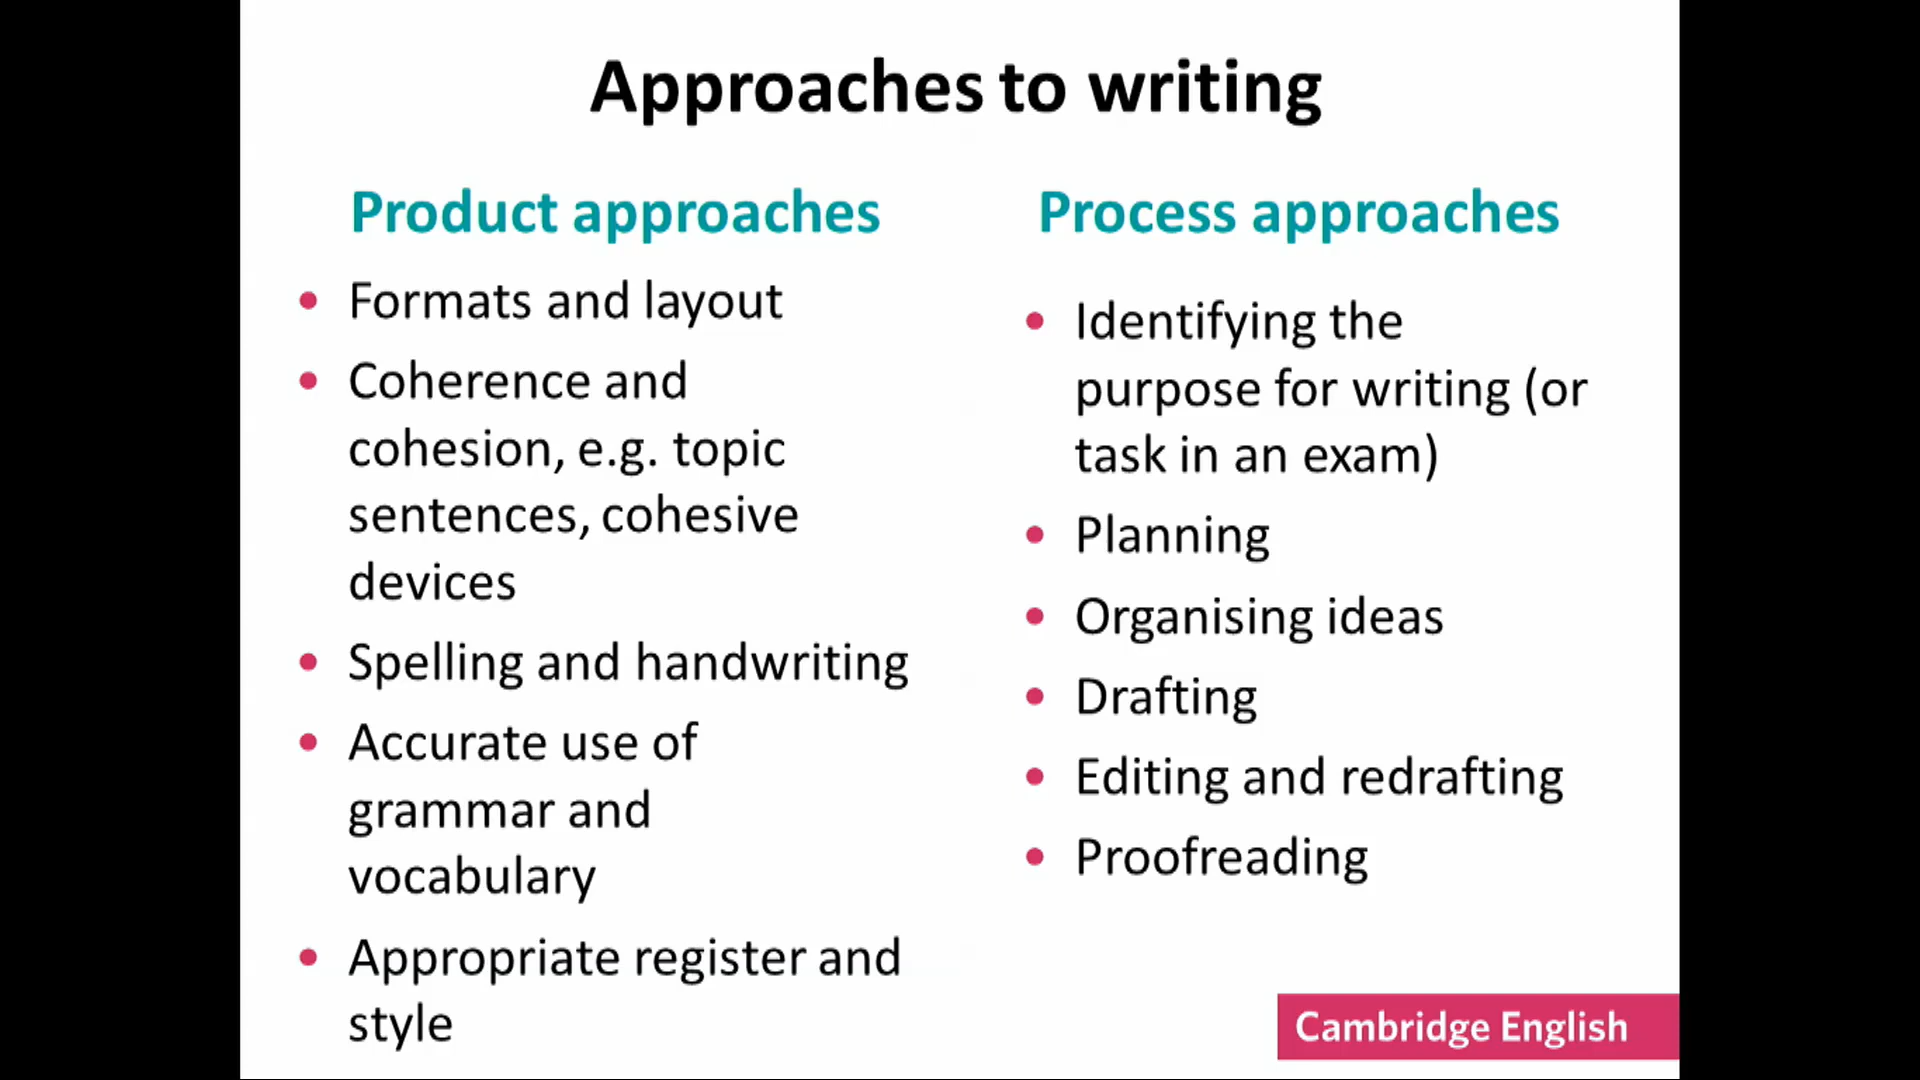 Approaches to writing
Product approaches
• Formats and layout
• Coherence and
cohesion, e.g. topic
sentences, cohesive
devices
• Spelling and handwriting
• Accurate use of
grammar and
vocabulary
• Appropriate register and
style
Process approaches
• Identifying the
purpose for writing (or
task in an exam)
• Planning
• Organising ideas
• Drafting
• Editing and redrafting
• Proofreading
Cambridge English